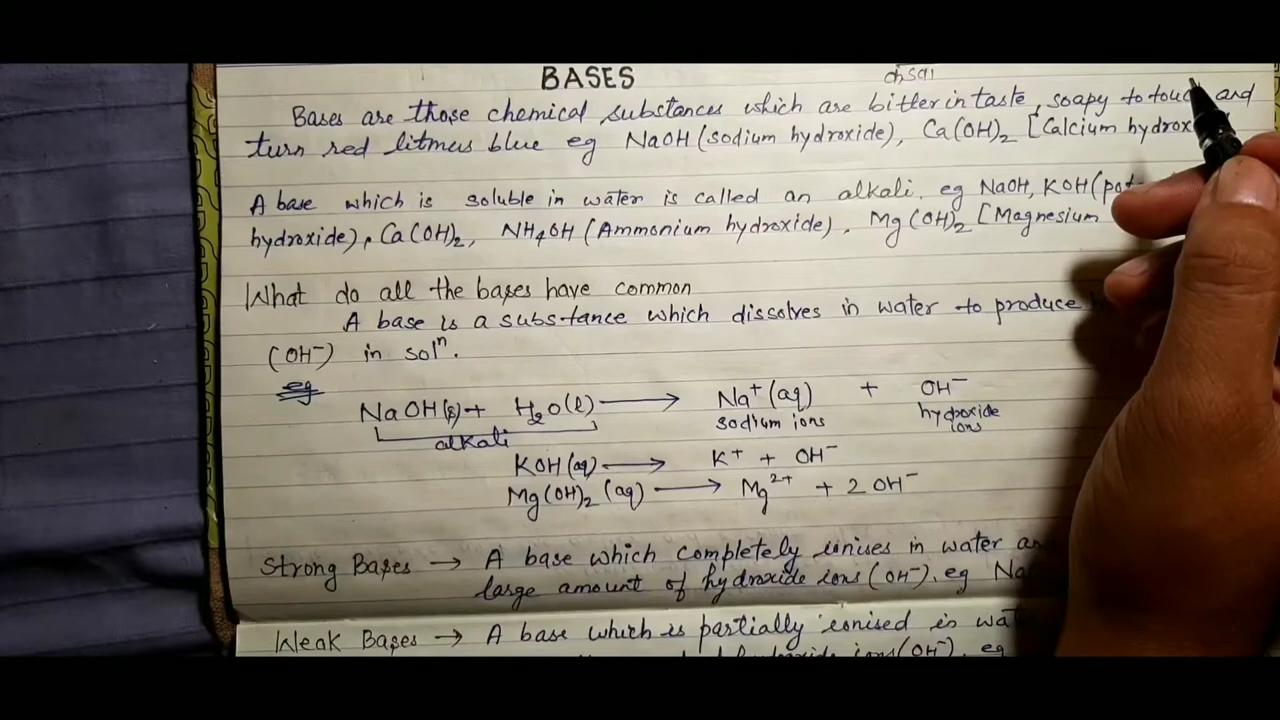 BASES
Bases are those chemical substances which are bitter in taste, soapy to touch and
turn red litmus blue eg NaOH (sodium hydroxide), Ca(OH)₂ [Calcium hydrox
A base which is soluble in water is called an alkali. eg NaOH, KOH (pot
hydroxide), Ca(OH)₂, NH4OH (Ammonium hydroxide), Mg(OH)₂ [Magnesium
What do all the bases have common
A base is a substance which dissolves in water to produce
(OH⁻) in solⁿ.
eg
NaOH(s) + H₂O(l) ⟶ Na⁺(aq) + OH⁻
alkali sodium ions hydroxide
ions
KOH(aq) ⟶ K⁺ + OH⁻
Mg(OH)₂ (aq) ⟶ Mg²⁺ + 2OH⁻
Strong Bases → A base which completely ionises in water an
large amount of hydroxide ions (OH⁻). eg Na
Weak Bases → A base which is partially ionised in wat
ions (OH⁻). eg